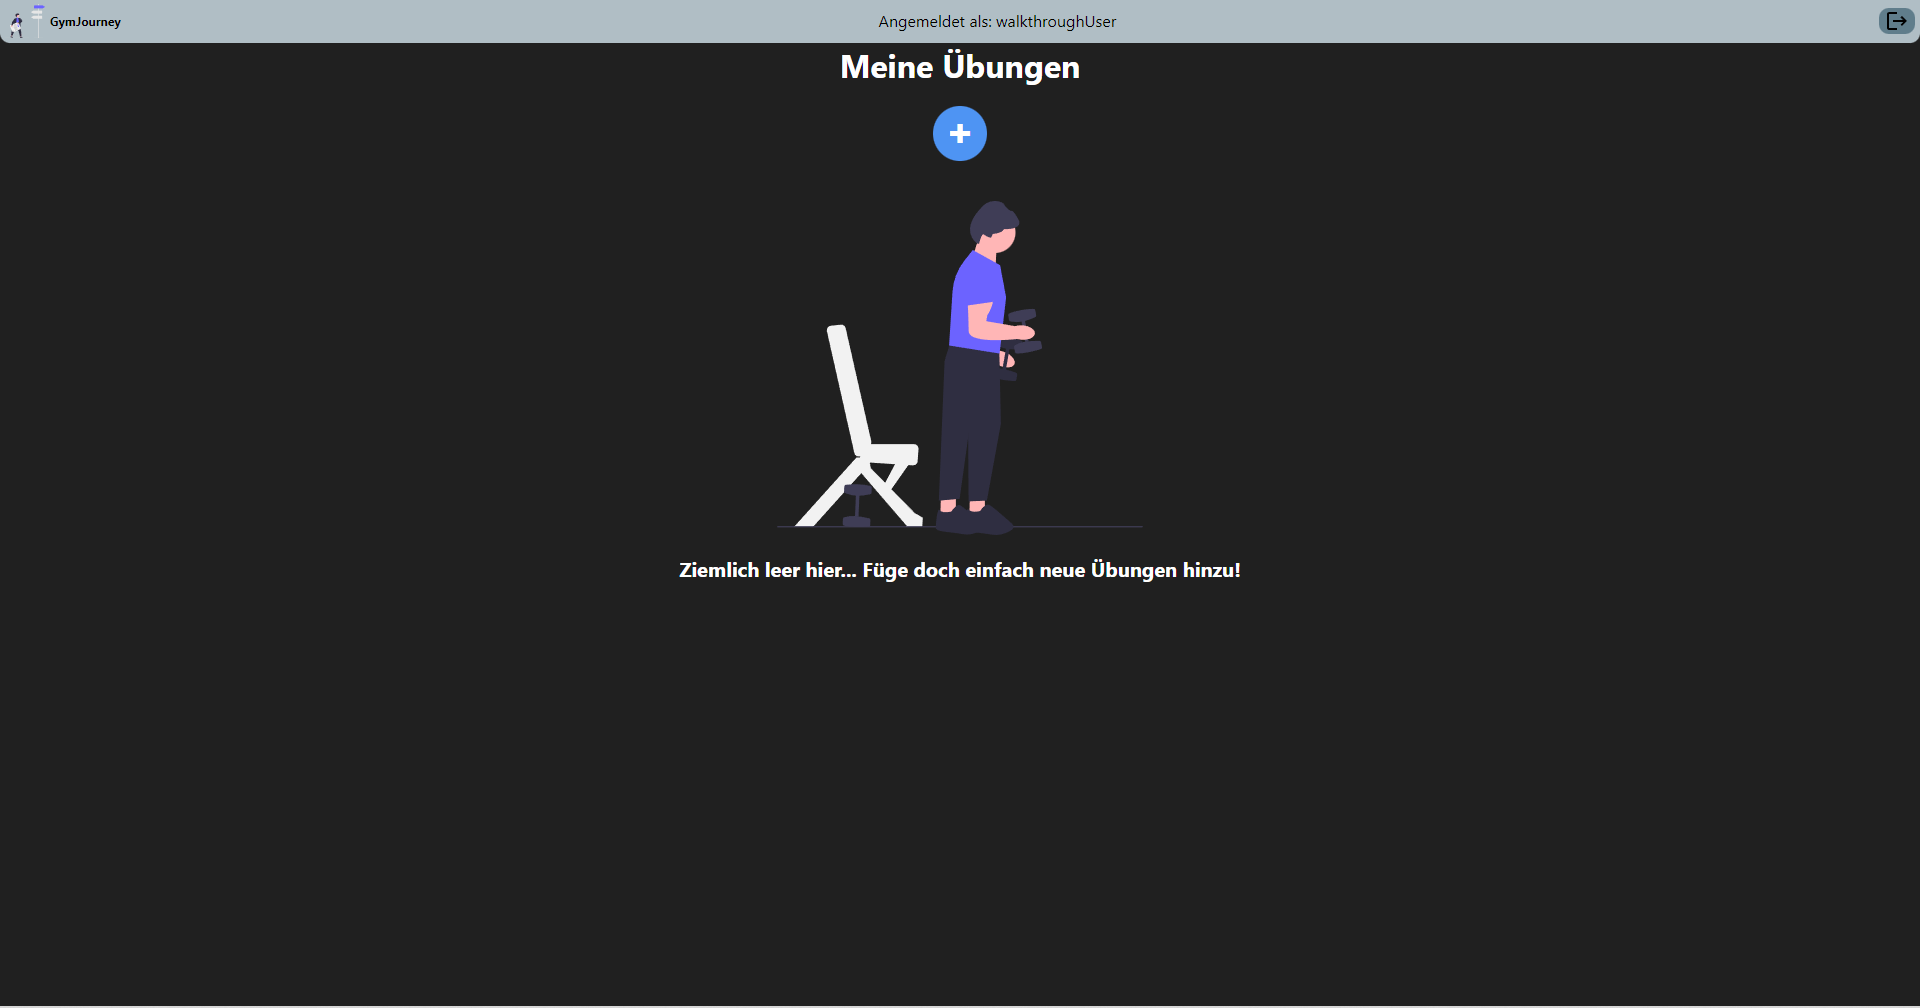 GymJourney
Angemeldet als: walkthroughUser
Meine Übungen
Ziemlich leer hier... Füge doch einfach neue Übungen hinzu!